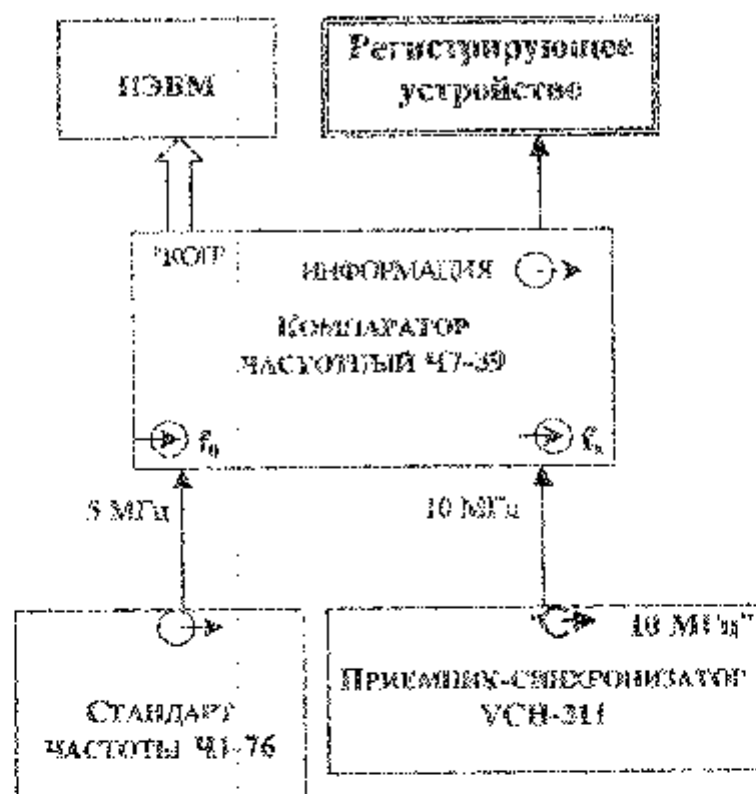 ПЭВМ
Регистрирующее
устройство
"КОП"
ИНФОРМАЦИЯ
КОМПАРАТОР
ЧАСТОТНЫЙ Ч7-39
f₀
fₓ
5 МГц
10 МГц
10 МГц"
СТАНДАРТ
ЧАСТОТЫ Ч1-76
ПРИЕМНИК-СИНХРОНИЗАТОР
УСН-211